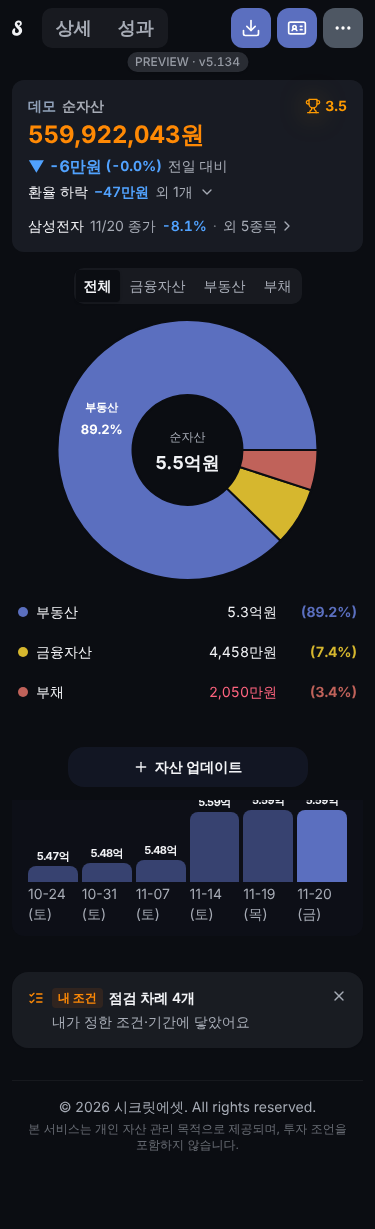 상세 성과
PREVIEW · v5.134
데모 순자산 3.5
559,922,043원
▼ -6만원 (-0.0%) 전일 대비
환율 하락 -47만원 외 1개
삼성전자 11/20 종가 -8.1% · 외 5종목
전체 금융자산 부동산 부채
부동산
89.2%
순자산
5.5억원
부동산 5.3억원 (89.2%)
금융자산 4,458만원 (7.4%)
부채 2,050만원 (3.4%)
+ 자산 업데이트
5.47억 5.48억 5.48억 5.59억 5.59억 5.59억
10-24 10-31 11-07 11-14 11-19 11-20
(토) (토) (토) (토) (목) (금)
내 조건 점검 차례 4개
내가 정한 조건·기간에 닿았어요
© 2026 시크릿에셋. All rights reserved.
본 서비스는 개인 자산 관리 목적으로 제공되며, 투자 조언을
포함하지 않습니다.